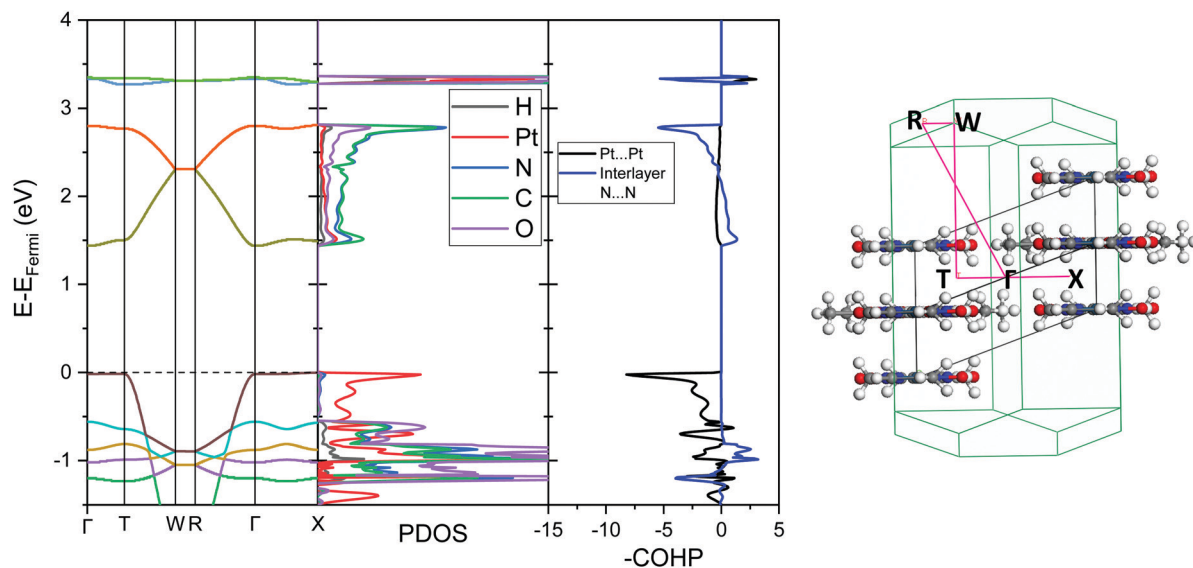 E-E_Fermi (eV)
4
3
2
1
0
-1
Γ
T
W
R
Γ
X
H
Pt
N
C
O
PDOS
-15
-10
-5
0
5
-COHP
Pt...Pt
Interlayer
N...N
R
W
T
Γ
X